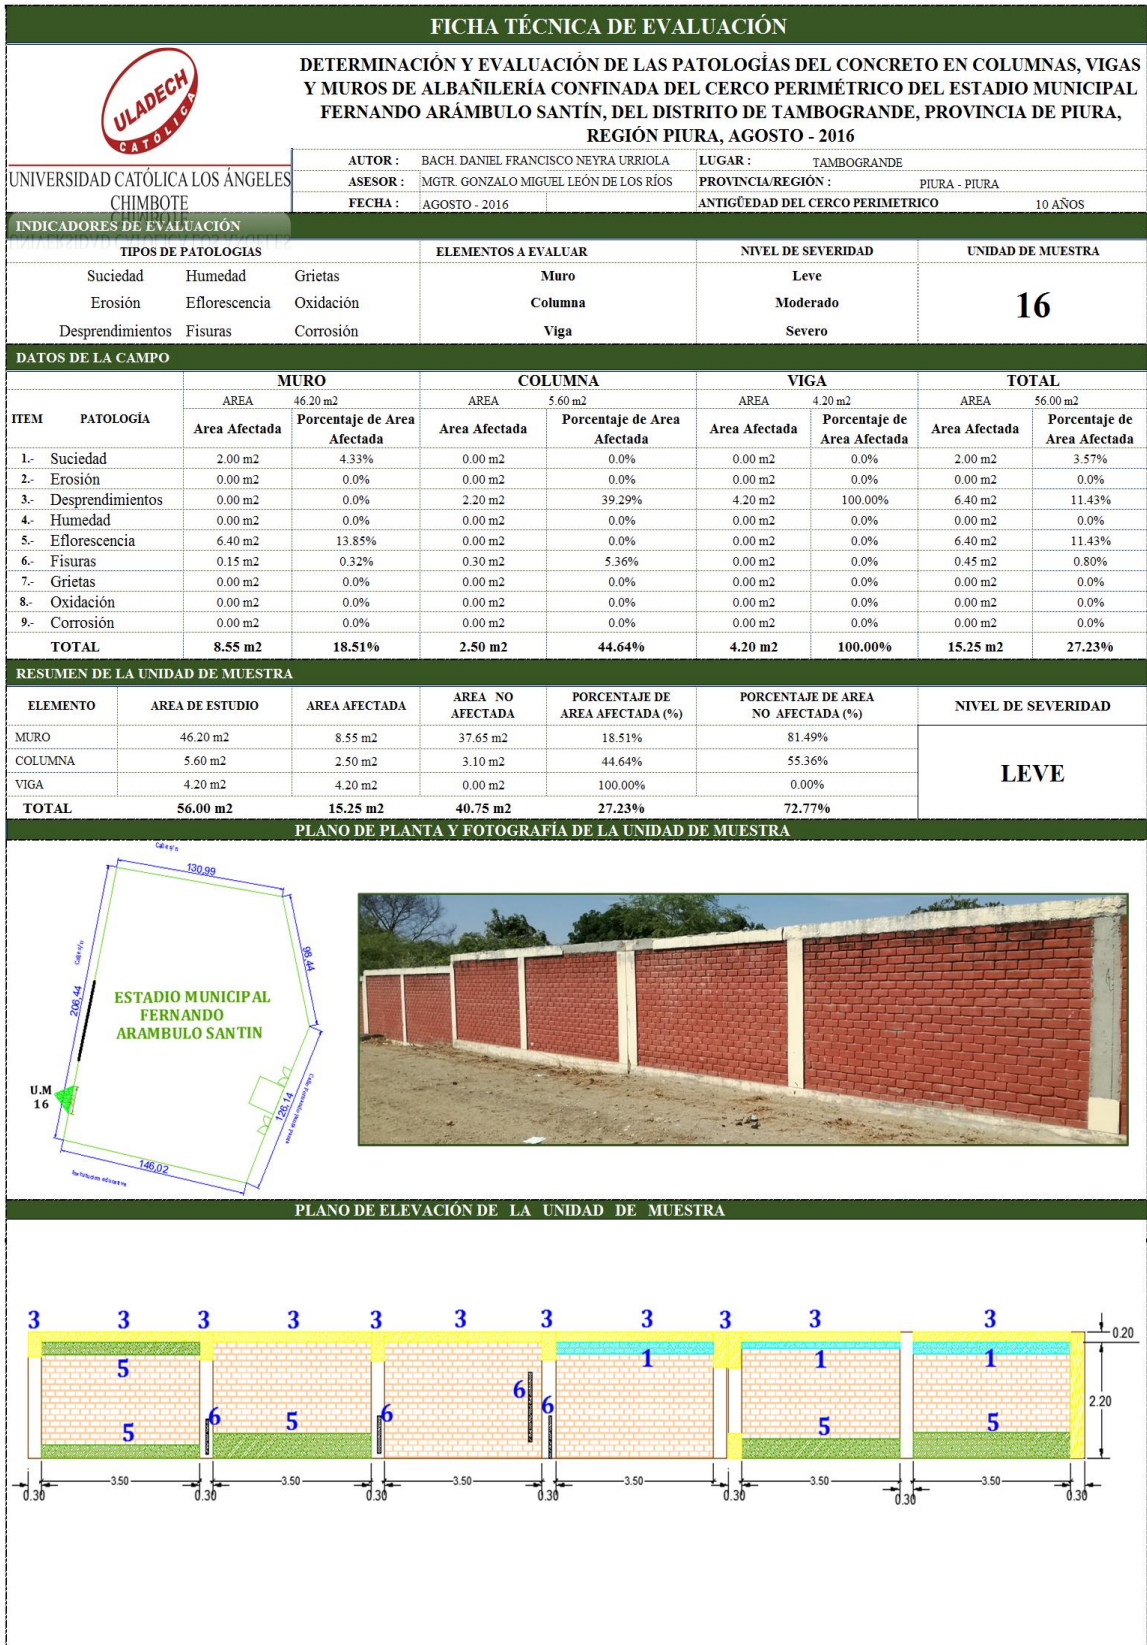 FICHA TÉCNICA DE EVALUACIÓN
ULADECH
CATÓLICA
UNIVERSIDAD CATÓLICA LOS ÁNGELES
CHIMBOTE
DETERMINACIÓN Y EVALUACIÓN DE LAS PATOLOGÍAS DEL CONCRETO EN COLUMNAS, VIGAS
Y MUROS DE ALBAÑILERÍA CONFINADA DEL CERCO PERIMÉTRICO DEL ESTADIO MUNICIPAL
FERNANDO ARÁMBULO SANTÍN, DEL DISTRITO DE TAMBOGRANDE, PROVINCIA DE PIURA,
REGIÓN PIURA, AGOSTO - 2016
AUTOR : BACH. DANIEL FRANCISCO NEYRA URRIOLA LUGAR : TAMBOGRANDE
ASESOR : MGTR. GONZALO MIGUEL LEÓN DE LOS RÍOS PROVINCIA/REGIÓN : PIURA - PIURA
FECHA : AGOSTO - 2016 ANTIGÜEDAD DEL CERCO PERIMETRICO 10 AÑOS
INDICADORES DE EVALUACIÓN
TIPOS DE PATOLOGIAS ELEMENTOS A EVALUAR NIVEL DE SEVERIDAD UNIDAD DE MUESTRA
Suciedad Humedad Grietas Muro Leve
Erosión Eflorescencia Oxidación Columna Moderado 16
Desprendimientos Fisuras Corrosión Viga Severo
DATOS DE LA CAMPO
MURO COLUMNA VIGA TOTAL
AREA 46.20 m2 AREA 5.60 m2 AREA 4.20 m2 AREA 56.00 m2
ITEM PATOLOGÍA Area Afectada Porcentaje de Area Afectada Area Afectada Porcentaje de Area Afectada Area Afectada Porcentaje de Area Afectada Area Afectada Porcentaje de Area Afectada
1.- Suciedad 2.00 m2 4.33% 0.00 m2 0.0% 0.00 m2 0.0% 2.00 m2 3.57%
2.- Erosión 0.00 m2 0.0% 0.00 m2 0.0% 0.00 m2 0.0% 0.00 m2 0.0%
3.- Desprendimientos 0.00 m2 0.0% 2.20 m2 39.29% 4.20 m2 100.00% 6.40 m2 11.43%
4.- Humedad 0.00 m2 0.0% 0.00 m2 0.0% 0.00 m2 0.0% 0.00 m2 0.0%
5.- Eflorescencia 6.40 m2 13.85% 0.00 m2 0.0% 0.00 m2 0.0% 6.40 m2 11.43%
6.- Fisuras 0.15 m2 0.32% 0.30 m2 5.36% 0.00 m2 0.0% 0.45 m2 0.80%
7.- Grietas 0.00 m2 0.0% 0.00 m2 0.0% 0.00 m2 0.0% 0.00 m2 0.0%
8.- Oxidación 0.00 m2 0.0% 0.00 m2 0.0% 0.00 m2 0.0% 0.00 m2 0.0%
9.- Corrosión 0.00 m2 0.0% 0.00 m2 0.0% 0.00 m2 0.0% 0.00 m2 0.0%
TOTAL 8.55 m2 18.51% 2.50 m2 44.64% 4.20 m2 100.00% 15.25 m2 27.23%
RESUMEN DE LA UNIDAD DE MUESTRA
ELEMENTO AREA DE ESTUDIO AREA AFECTADA AREA NO AFECTADA PORCENTAJE DE AREA AFECTADA (%) PORCENTAJE DE AREA NO AFECTADA (%) NIVEL DE SEVERIDAD
MURO 46.20 m2 8.55 m2 37.65 m2 18.51% 81.49%
COLUMNA 5.60 m2 2.50 m2 3.10 m2 44.64% 55.36% LEVE
VIGA 4.20 m2 4.20 m2 0.00 m2 100.00% 0.00%
TOTAL 56.00 m2 15.25 m2 40.75 m2 27.23% 72.77%
PLANO DE PLANTA Y FOTOGRAFÍA DE LA UNIDAD DE MUESTRA
Calle s/n
130,99
Calle s/n
98,44
206,44
ESTADIO MUNICIPAL
FERNANDO
ARAMBULO SANTIN
U.M
16
126,14
146,02
PLANO DE ELEVACIÓN DE LA UNIDAD DE MUESTRA
3 3 3 3 3 3 3 3 3 3 3
0.20
5 1 1 1
6 2.20
5 6 5 6 6 5 5
3.50 3.50 3.50 3.50 3.50 3.50
0.30 0.30 0.30 0.30 0.30 0.30 0.30